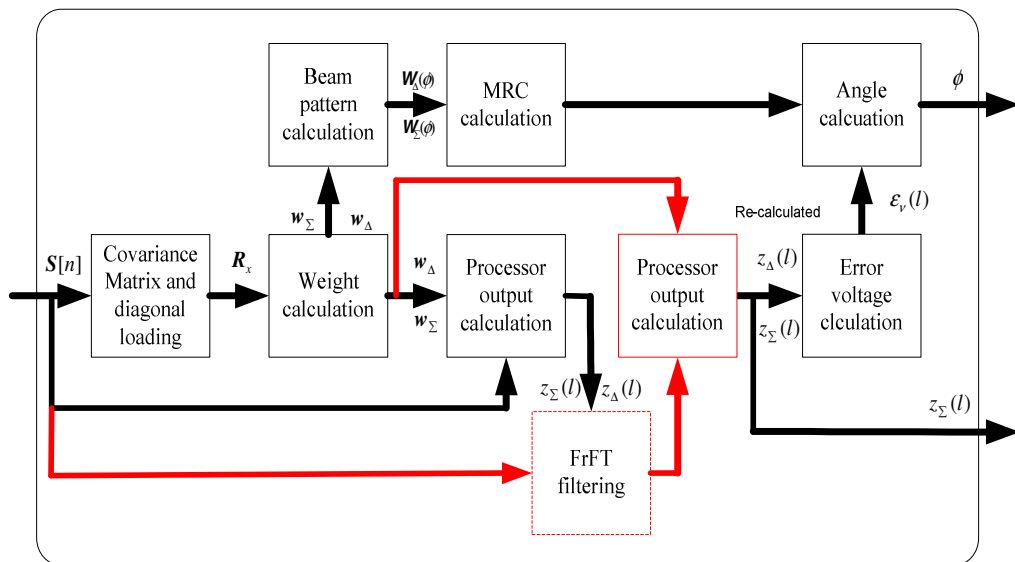 Beam
pattern
calculation
W_Δ(ϕ)
W_Σ(ϕ)
MRC
calculation
Angle
calcuation
ϕ
w_Σ
w_Δ
Re-calculated
ε_v(l)
S[n]
Covariance
Matrix and
diagonal
loading
R_x
Weight
calculation
w_Δ
w_Σ
Processor
output
calculation
Processor
output
calculation
z_Δ(l)
z_Σ(l)
Error
voltage
clculation
z_Σ(l)
z_Δ(l)
z_Σ(l)
FrFT
filtering